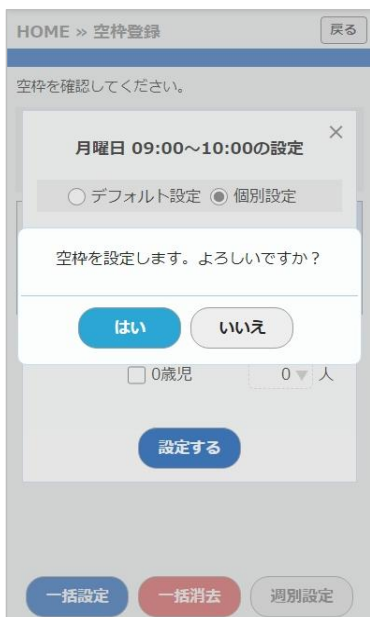 HOME » 空枠登録
戻る
空枠を確認してください。
×
月曜日 09:00～10:00の設定
デフォルト設定 個別設定
空枠を設定します。よろしいですか？
はい いいえ
0歳児 0 ▼ 人
設定する
一括設定 一括消去 週別設定